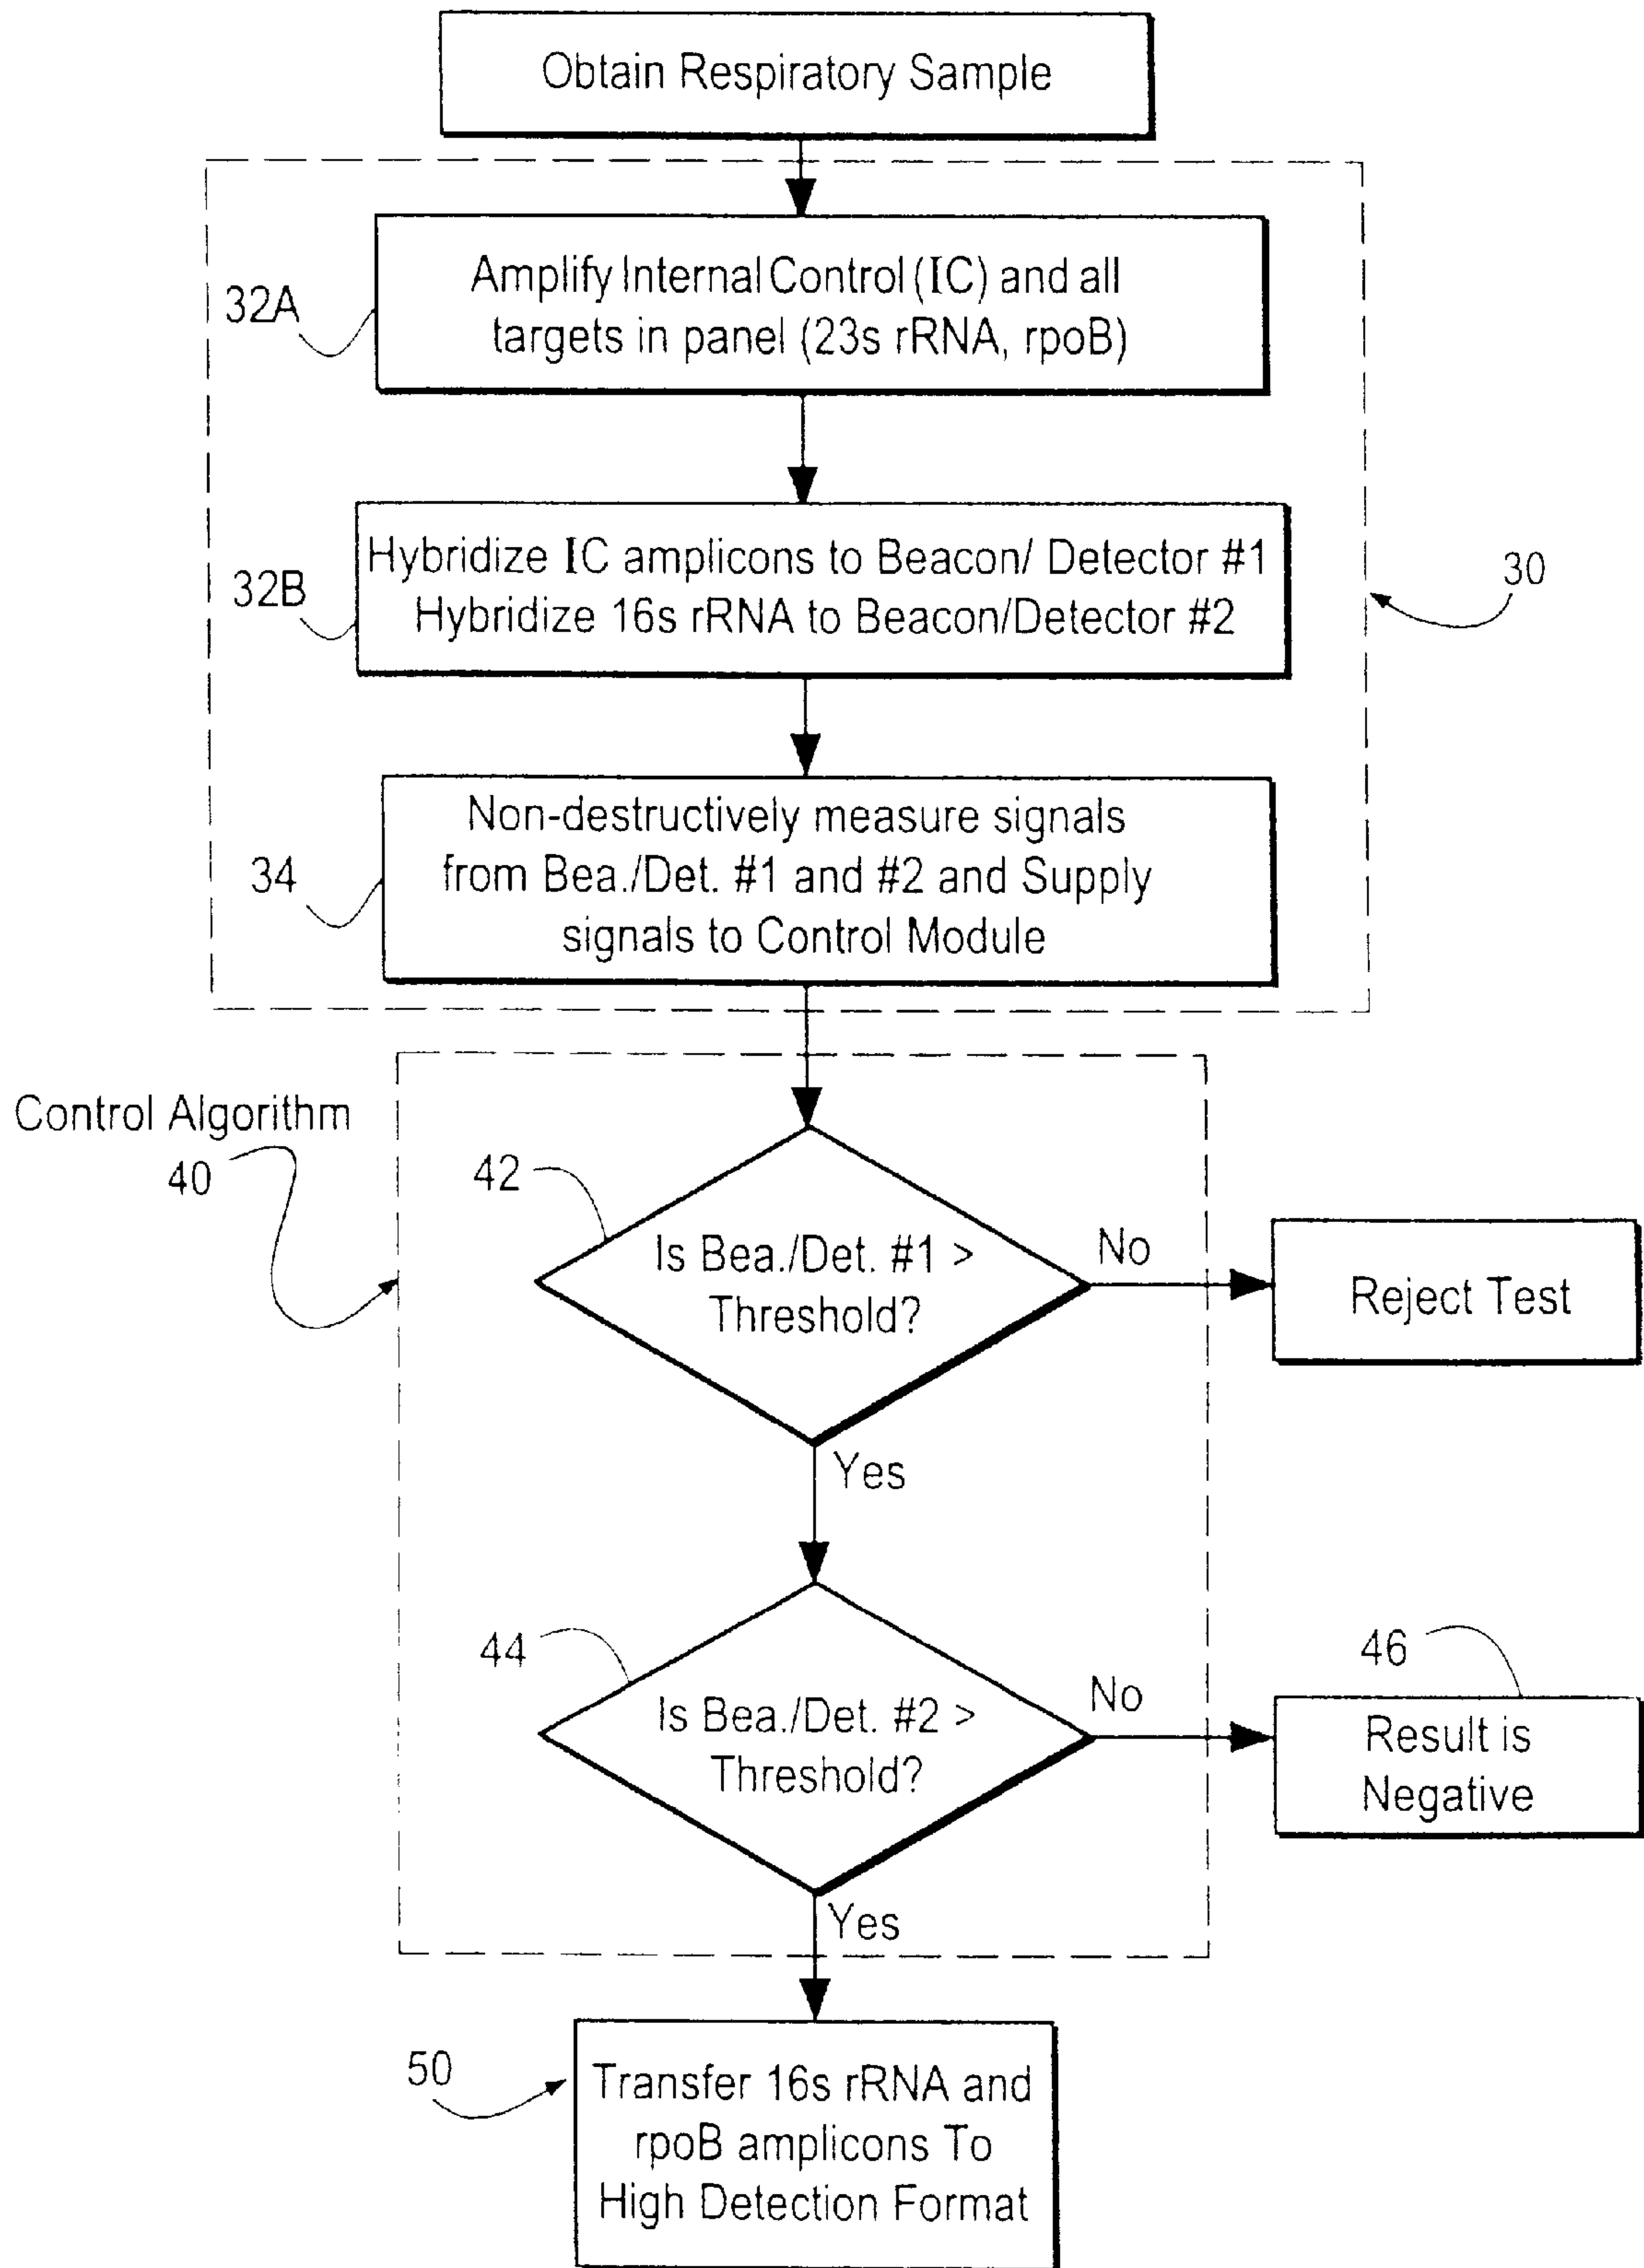 Obtain Respiratory Sample
32A
Amplify Internal Control (IC) and all
targets in panel (23s rRNA, rpoB)
32B
Hybridize IC amplicons to Beacon/ Detector #1
Hybridize 16s rRNA to Beacon/Detector #2
30
34
Non-destructively measure signals
from Bea./Det. #1 and #2 and Supply
signals to Control Module
Control Algorithm
40
42
Is Bea./Det. #1 >
Threshold?
No
Reject Test
Yes
44
Is Bea./Det. #2 >
Threshold?
No
46
Result is
Negative
Yes
50
Transfer 16s rRNA and
rpoB amplicons To
High Detection Format